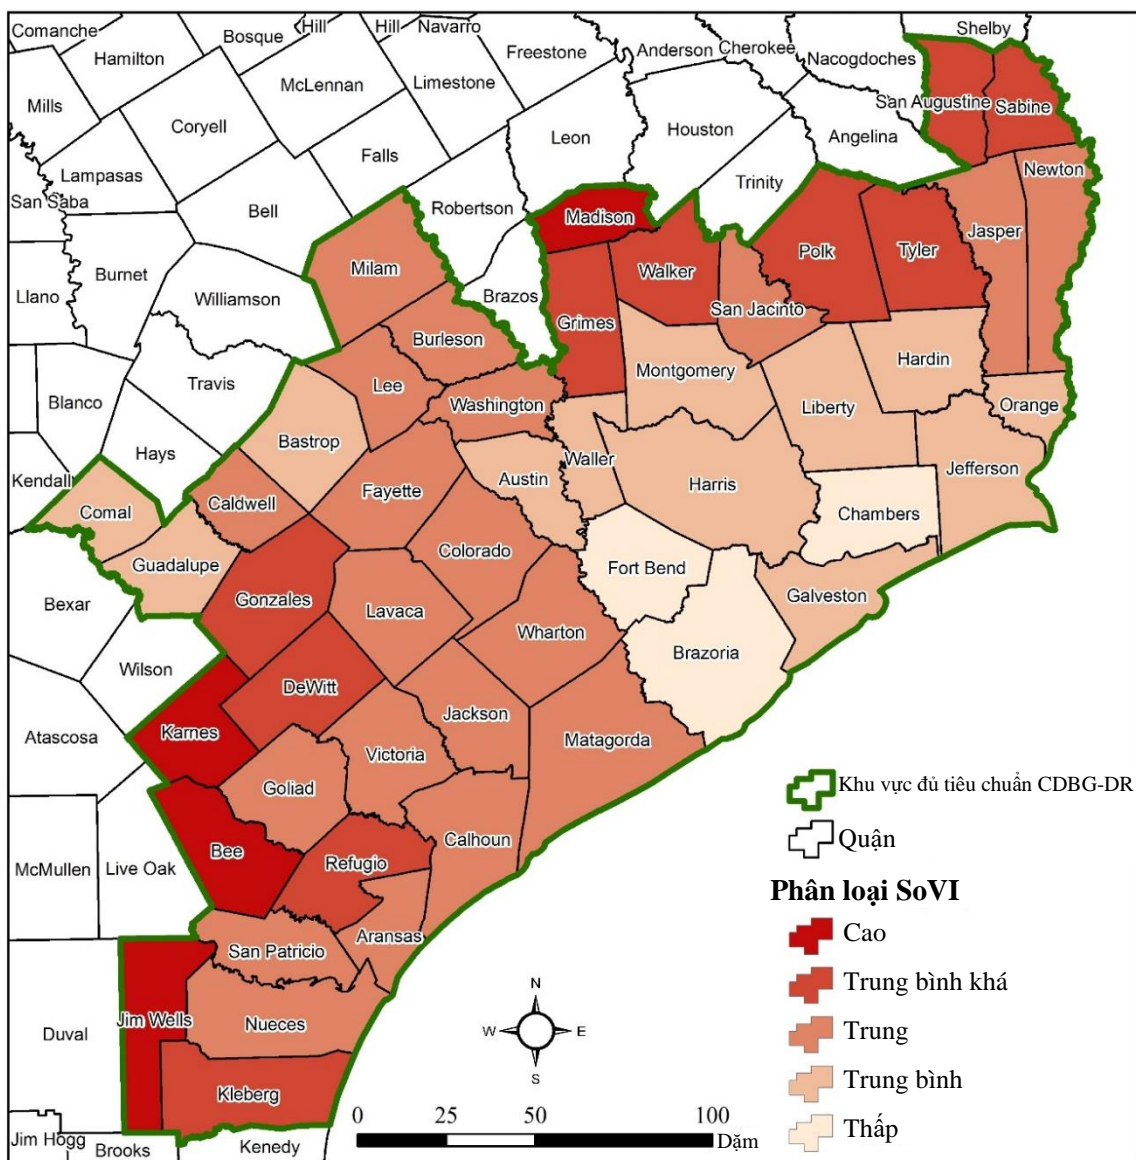 Comanche
Hamilton
Bosque
Hill
Hill
Navarro
Freestone
Anderson
Cherokee
Nacogdoches
Shelby
Mills
Coryell
McLennan
Limestone
Leon
Houston
Angelina
San Augustine
Sabine
Lampasas
Falls
San Saba
Bell
Robertson
Madison
Trinity
Newton
Burnet
Milam
Walker
Polk
Tyler
Jasper
Llano
Williamson
Brazos
Grimes
San Jacinto
Burleson
Hardin
Travis
Lee
Montgomery
Blanco
Washington
Liberty
Orange
Hays
Bastrop
Waller
Kendall
Fayette
Austin
Harris
Jefferson
Comal
Caldwell
Chambers
Guadalupe
Colorado
Fort Bend
Bexar
Gonzales
Lavaca
Galveston
Wharton
Brazoria
Wilson
DeWitt
Jackson
Atascosa
Karnes
Victoria
Matagorda
Goliad
Calhoun
McMullen
Live Oak
Bee
Refugio
San Patricio
Aransas
Duval
Jim Wells
Nueces
Kleberg
Jim Hogg
Brooks
Kenedy
Khu vực đủ tiêu chuẩn CDBG-DR
Quận
Phân loại SoVI
Cao
Trung bình khá
Trung
Trung bình
Thấp
N
W E
S
0 25 50 100
Dặm